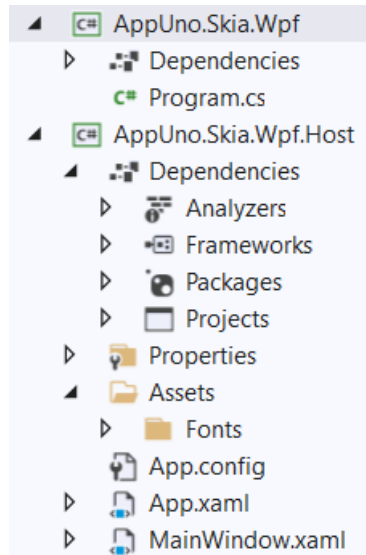 C# AppUno.Skia.Wpf
Dependencies
C# Program.cs
C# AppUno.Skia.Wpf.Host
Dependencies
Analyzers
Frameworks
Packages
Projects
Properties
Assets
Fonts
App.config
App.xaml
MainWindow.xaml